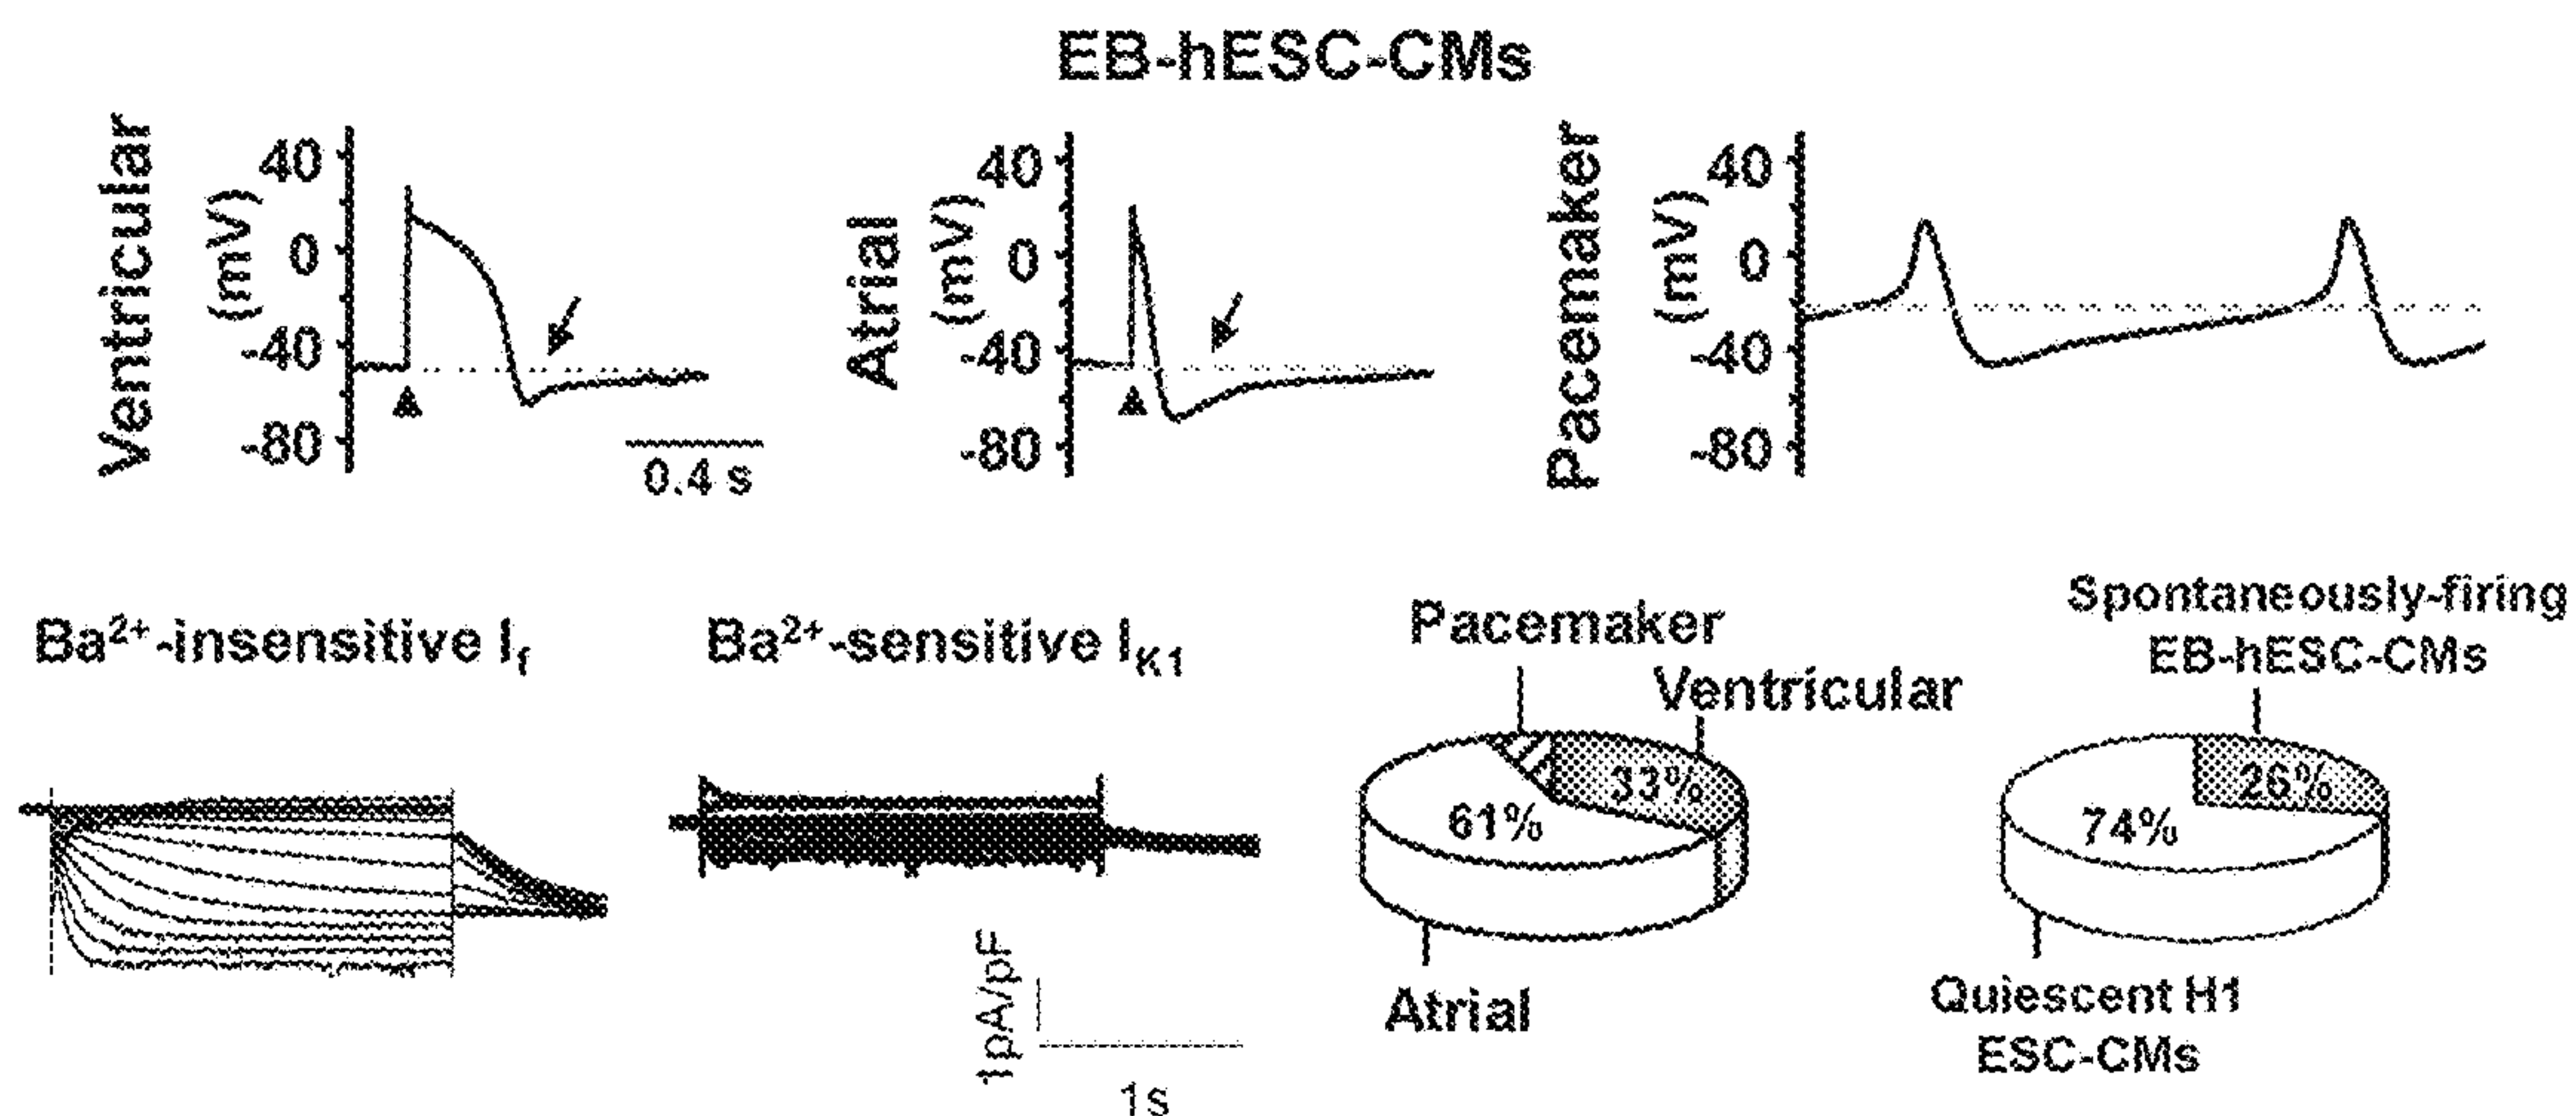 EB-hESC-CMs
Ventricular
(mV)
40
0
-40
-80
0.4 s
Atrial
(mV)
40
0
-40
-80
Pacemaker
(mV)
40
0
-40
-80
Ba²⁺-insensitive If
Ba²⁺-sensitive IK1
1pA/pF
1s
Pacemaker
Ventricular
33%
61%
Atrial
Spontaneously-firing
EB-hESC-CMs
26%
74%
Quiescent H1
ESC-CMs